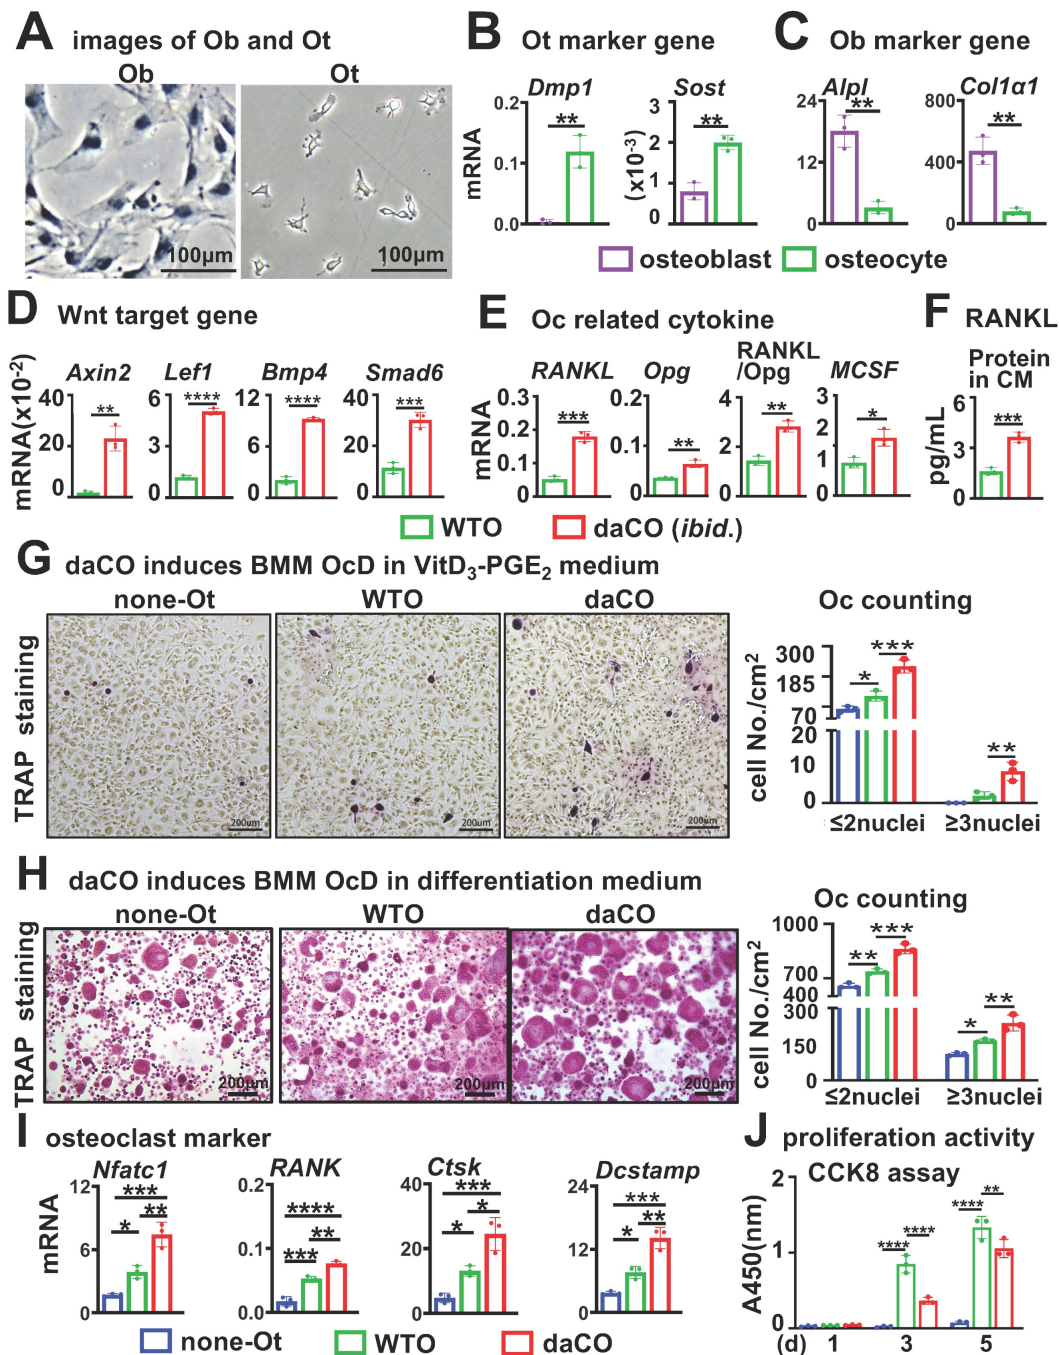 A images of Ob and Ot
Ob Ot
100µm 100µm
B Ot marker gene
Dmp1 Sost
mRNA
0.2
0.1
0.0
**
(x10-3)
3
2
1
0
**
C Ob marker gene
Alpl Col1α1
24
12
0
**
800
400
0
**
osteoblast osteocyte
D Wnt target gene
Axin2 Lef1 Bmp4 Smad6
mRNA(x10-2)
40
20
0
**
6
3
0
****
12
6
0
****
40
20
0
***
E Oc related cytokine
RANKL Opg RANKL/Opg MCSF
mRNA
0.3
0.2
0.1
0
***
0.2
0.1
0
**
4
2
0
**
3
2
1
0
*
F RANKL
Protein
in CM
pg/mL
6
3
0
***
WTO daCO (ibid.)
G daCO induces BMM OcD in VitD3-PGE2 medium
none-Ot WTO daCO
TRAP staining
200µm 200µm 200µm
Oc counting
cell No./cm2
300
185
70
20
10
0
* ***
**
≤2nuclei ≥3nuclei
H daCO induces BMM OcD in differentiation medium
none-Ot WTO daCO
TRAP staining
200µm 200µm 200µm
Oc counting
cell No./cm2
1000
700
400
300
150
0
** ***
* **
≤2nuclei ≥3nuclei
I osteoclast marker
Nfatc1 RANK Ctsk Dcstamp
mRNA
12
6
0
***
* **
0.2
0.1
0.0
****
*** **
40
20
0
***
* *
24
12
0
***
* **
none-Ot WTO daCO
J proliferation activity
CCK8 assay
A450(nm)
2
1
0
**** ****
**** **
(d) 1 3 5